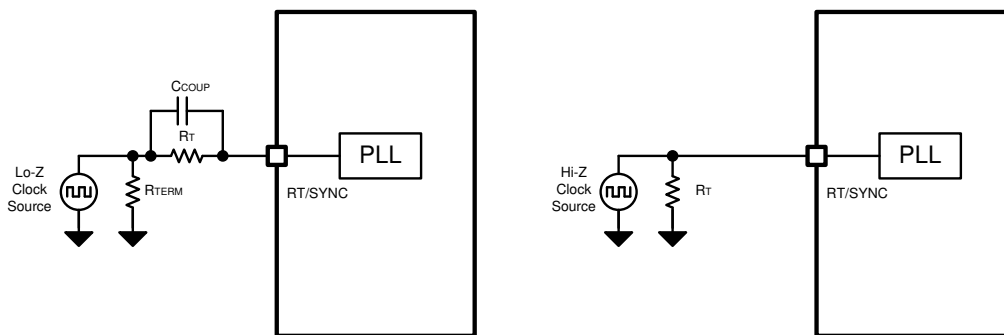 CCOUP
RT
Lo-Z
Clock
Source
RTERM
PLL
RT/SYNC
Hi-Z
Clock
Source
RT
PLL
RT/SYNC